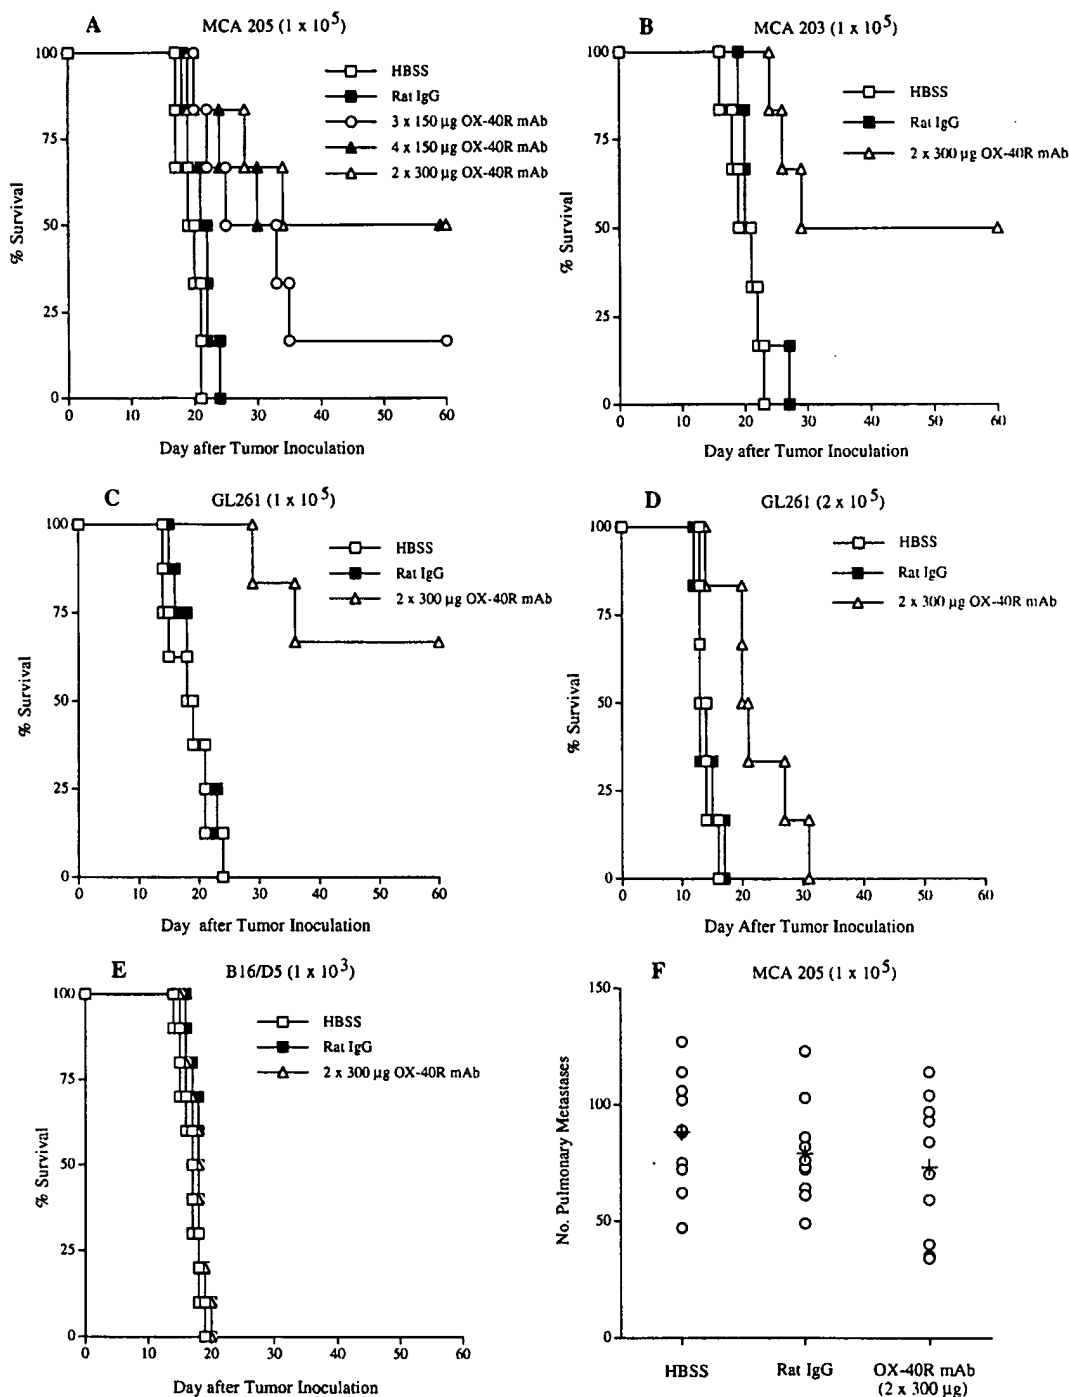 A
MCA 205 (1 x 10^5)
HBSS
Rat IgG
3 x 150 µg OX-40R mAb
4 x 150 µg OX-40R mAb
2 x 300 µg OX-40R mAb
% Survival
100
75
50
25
0
0 10 20 30 40 50 60
Day after Tumor Inoculation
B
MCA 203 (1 x 10^5)
HBSS
Rat IgG
2 x 300 µg OX-40R mAb
% Survival
100
75
50
25
0
0 10 20 30 40 50 60
Day after Tumor Inoculation
C
GL261 (1 x 10^5)
HBSS
Rat IgG
2 x 300 µg OX-40R mAb
% Survival
100
75
50
25
0
0 10 20 30 40 50 60
Day after Tumor Inoculation
D
GL261 (2 x 10^5)
HBSS
Rat IgG
2 x 300 µg OX-40R mAb
% Survival
100
75
50
25
0
0 10 20 30 40 50 60
Day After Tumor Inoculation
E
B16/D5 (1 x 10^3)
HBSS
Rat IgG
2 x 300 µg OX-40R mAb
% Survival
100
75
50
25
0
0 10 20 30 40 50 60
Day after Tumor Inoculation
F
MCA 205 (1 x 10^5)
No. Pulmonary Metastases
150
100
50
0
HBSS
Rat IgG
OX-40R mAb
(2 x 300 µg)